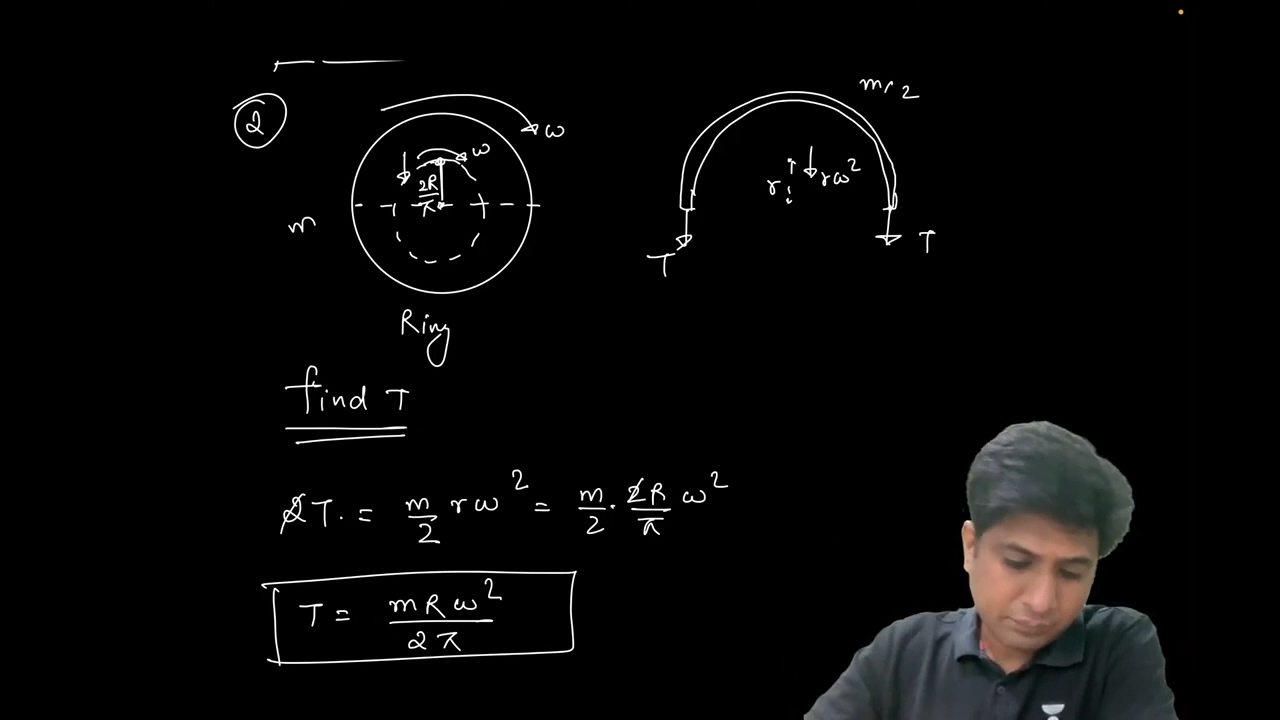 2
ω
ω
2R/π
m
Ring
m/2
r
rω²
T
T
find T
2T. = m/2 rω² = m/2 · 2R/π ω²
T = mRω²/2π